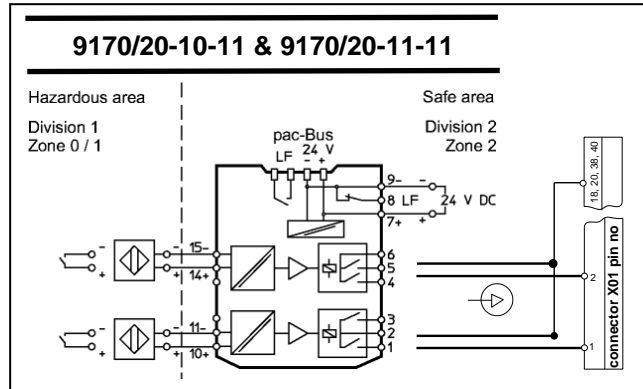 9170/20-10-11 & 9170/20-11-11
Hazardous area
Safe area
Division 1
Zone 0 / 1
Division 2
Zone 2
pac-Bus
24 V
LF - +
9- -
8 LF 24 V DC
7+ +
18, 20, 38, 40
- - 15-
+ + 14+
6
5
4
2
- - 11-
+ + 10+
3
2
1
1
connector X01 pin no